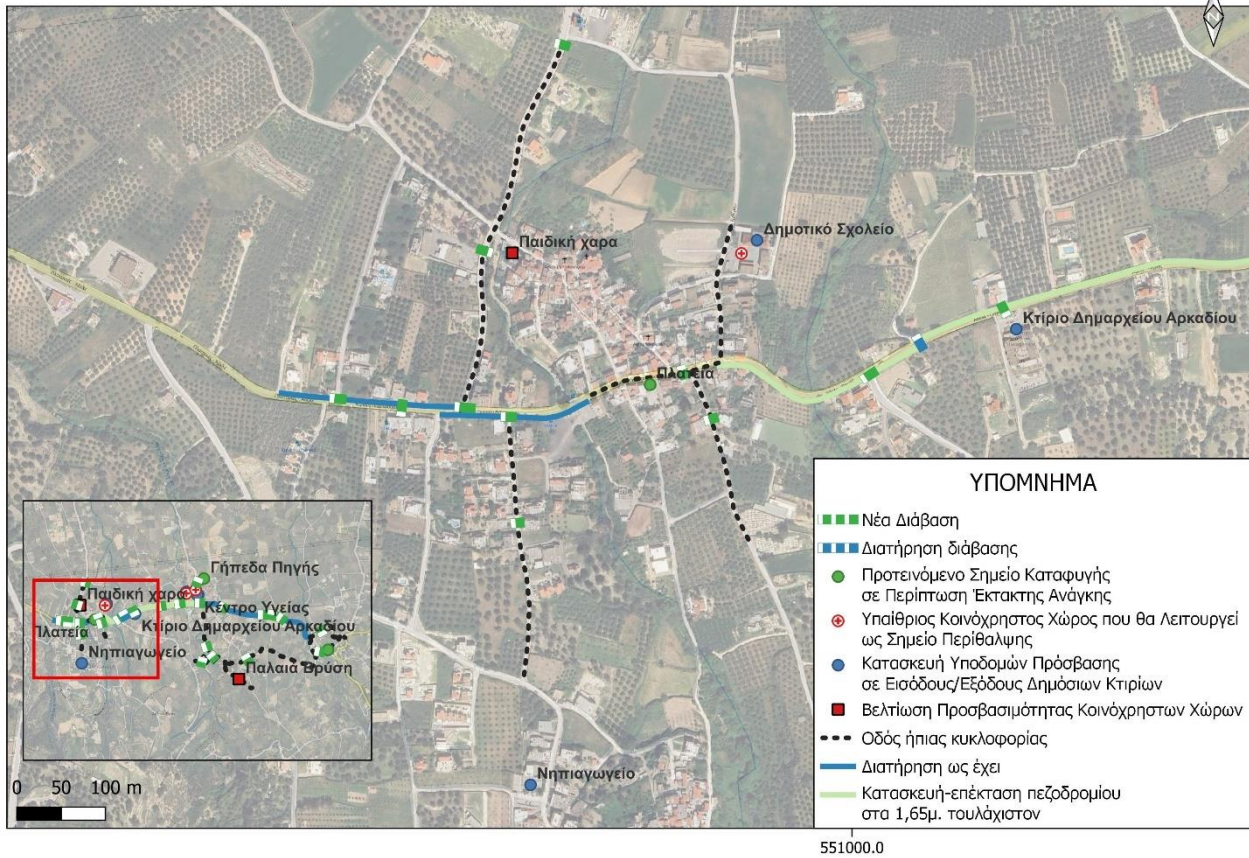 N
Παιδική χαρα
Δημοτικό Σχολείο
Κτίριο Δημαρχείου Αρκαδίου
Πλατεία
Νηπιαγωγείο
Γήπεδα Πηγής
Παιδική χαρα
Κέντρο Υγείας
Πλατεία
Κτίριο Δημαρχείου Αρκαδίου
Νηπιαγωγείο
Παλαιά Βρύση
0 50 100 m
ΥΠΟΜΝΗΜΑ
Νέα Διάβαση
Διατήρηση διάβασης
Προτεινόμενο Σημείο Καταφυγής
σε Περίπτωση Έκτακτης Ανάγκης
Υπαίθριος Κοινόχρηστος Χώρος που θα Λειτουργεί
ως Σημείο Περίθαλψης
Κατασκευή Υποδομών Πρόσβασης
σε Εισόδους/Εξόδους Δημόσιων Κτιρίων
Βελτίωση Προσβασιμότητας Κοινόχρηστων Χώρων
Οδός ήπιας κυκλοφορίας
Διατήρηση ως έχει
Κατασκευή-επέκταση πεζοδρομίου
στα 1,65μ. τουλάχιστον
551000.0